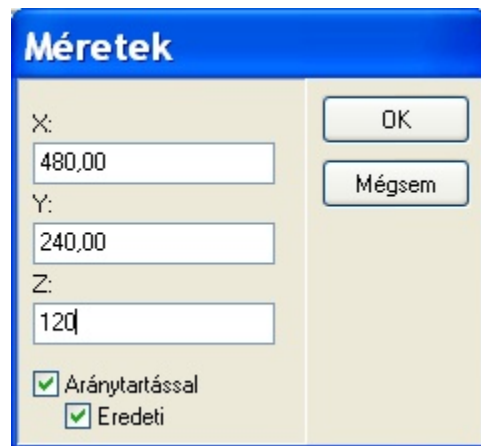 Méretek
X:
480,00
Y:
240,00
Z:
120
Aránytartással
Eredeti
OK
Mégsem